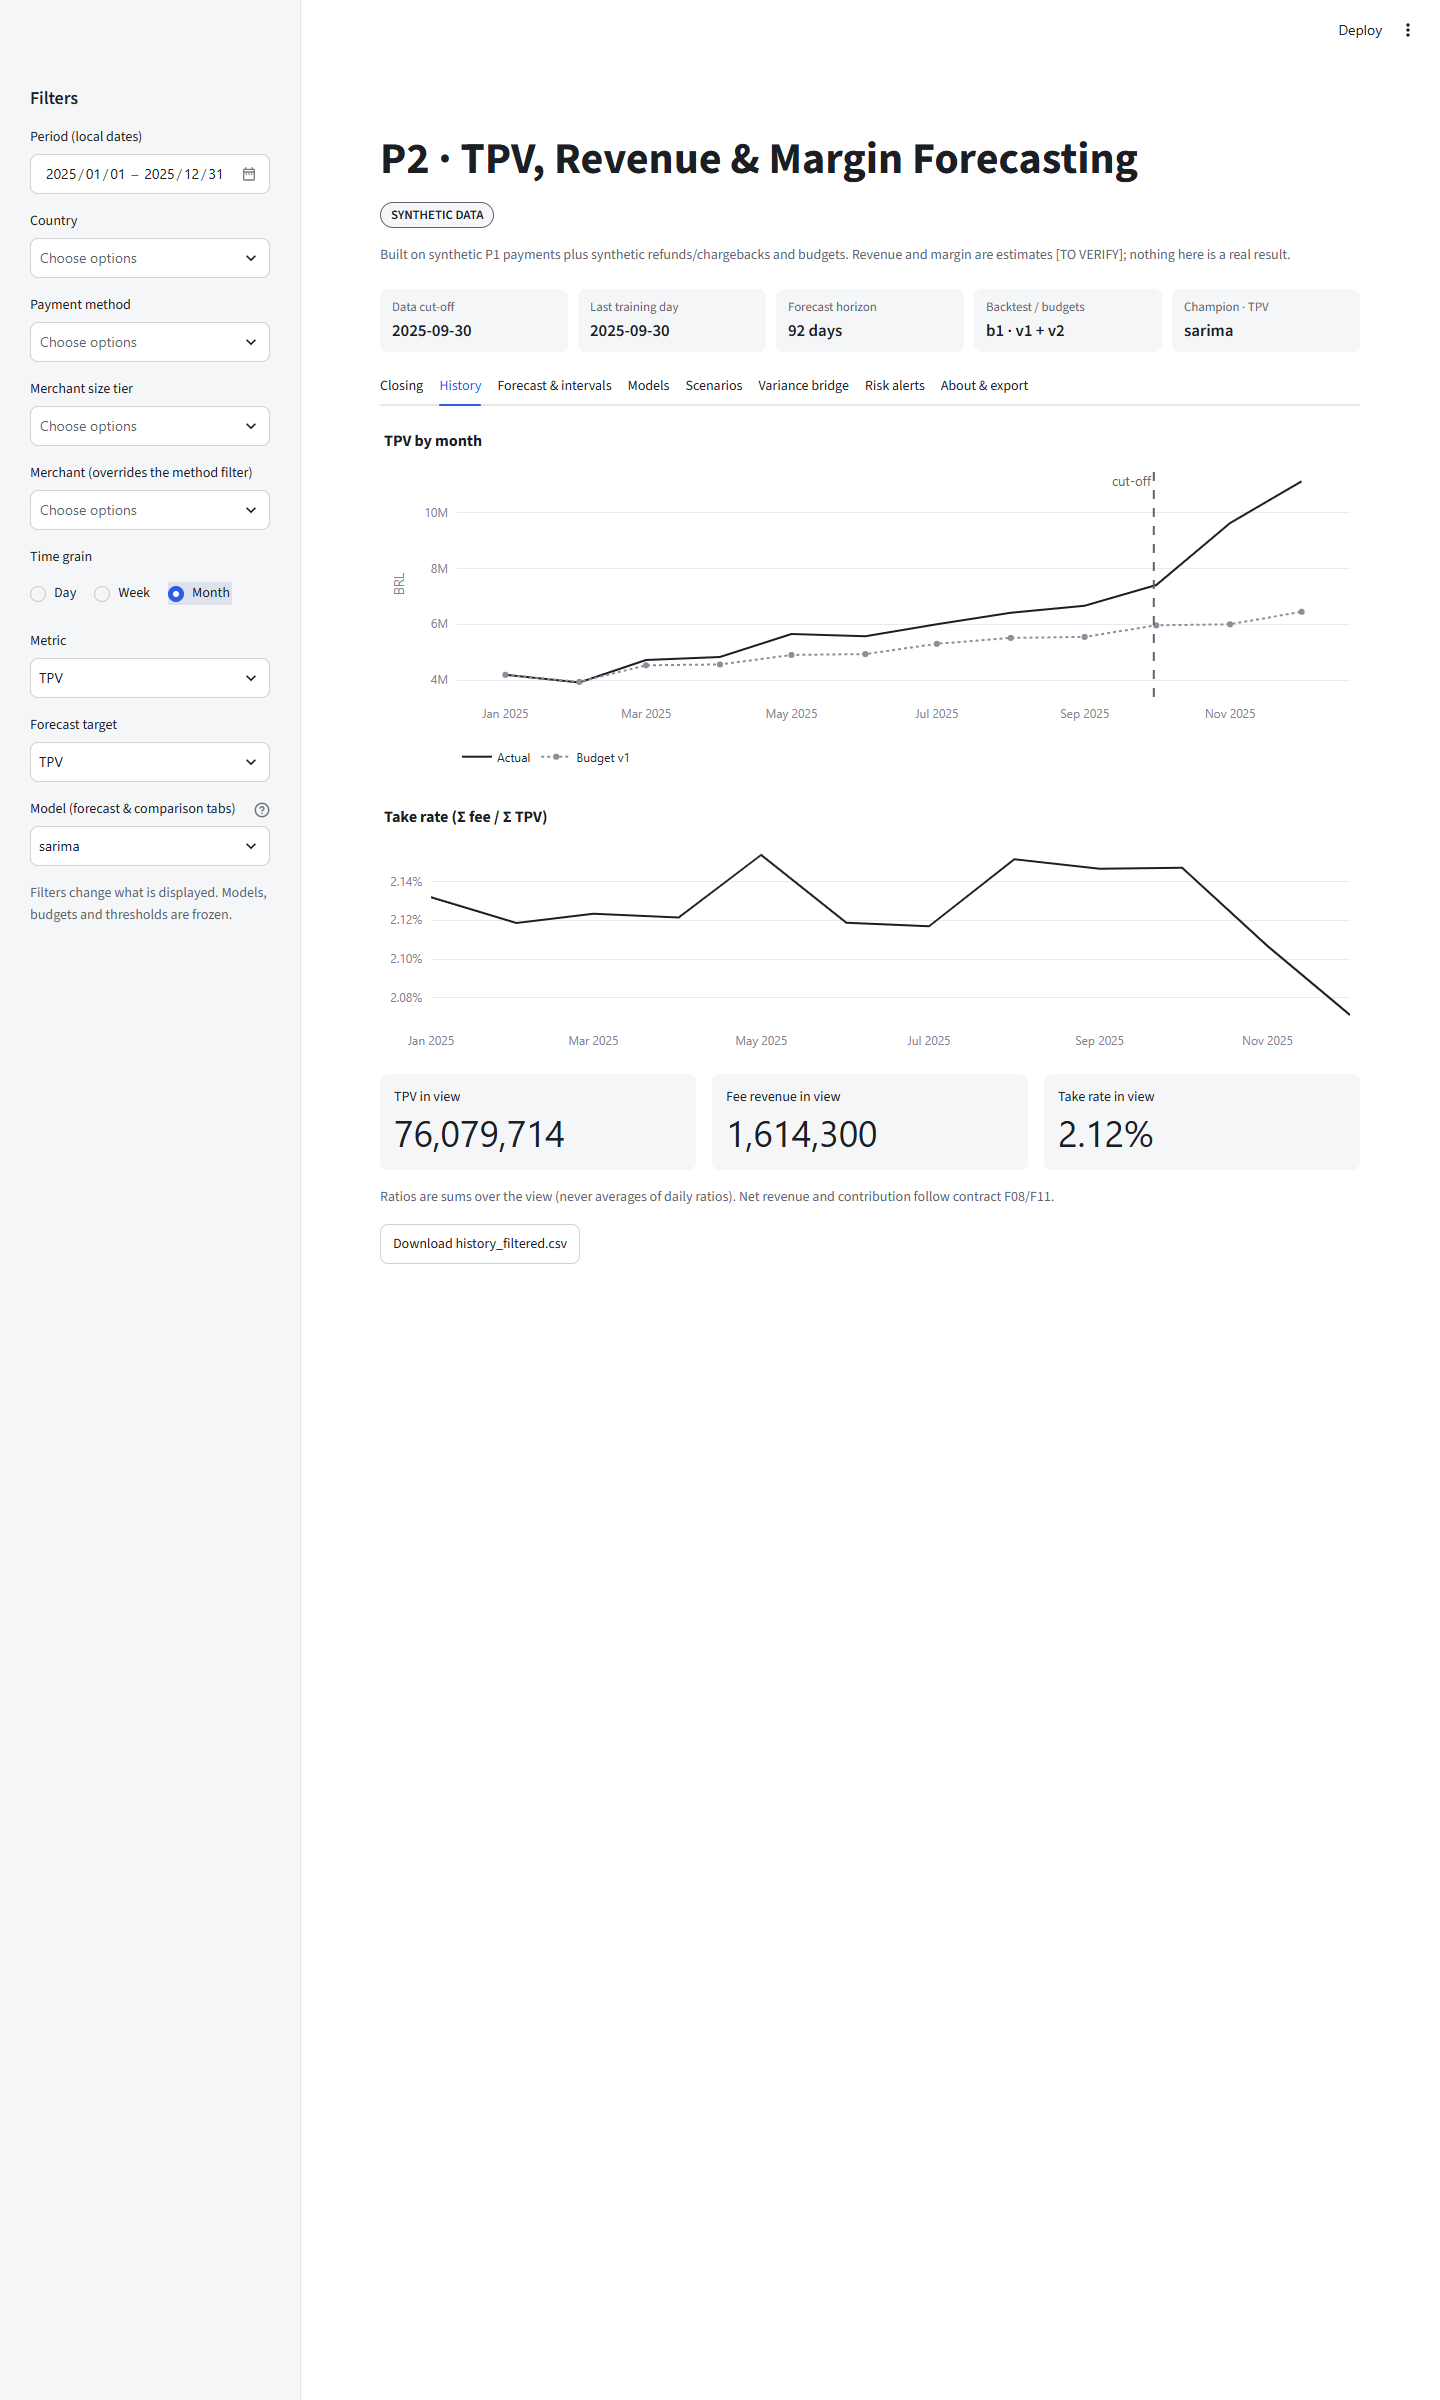 Deploy
Filters
Period (local dates)
2025/01/01 – 2025/12/31
Country
Choose options
Payment method
Choose options
Merchant size tier
Choose options
Merchant (overrides the method filter)
Choose options
Time grain
Day Week Month
Metric
TPV
Forecast target
TPV
Model (forecast & comparison tabs)
sarima
Filters change what is displayed. Models,
budgets and thresholds are frozen.
P2 · TPV, Revenue & Margin Forecasting
SYNTHETIC DATA
Built on synthetic P1 payments plus synthetic refunds/chargebacks and budgets. Revenue and margin are estimates [TO VERIFY]; nothing here is a real result.
Data cut-off
2025-09-30
Last training day
2025-09-30
Forecast horizon
92 days
Backtest / budgets
b1 · v1 + v2
Champion · TPV
sarima
Closing History Forecast & intervals Models Scenarios Variance bridge Risk alerts About & export
TPV by month
cut-off
10M
8M
6M
4M
BRL
Jan 2025 Mar 2025 May 2025 Jul 2025 Sep 2025 Nov 2025
Actual Budget v1
Take rate (Σ fee / Σ TPV)
2.14%
2.12%
2.10%
2.08%
Jan 2025 Mar 2025 May 2025 Jul 2025 Sep 2025 Nov 2025
TPV in view
76,079,714
Fee revenue in view
1,614,300
Take rate in view
2.12%
Ratios are sums over the view (never averages of daily ratios). Net revenue and contribution follow contract F08/F11.
Download history_filtered.csv